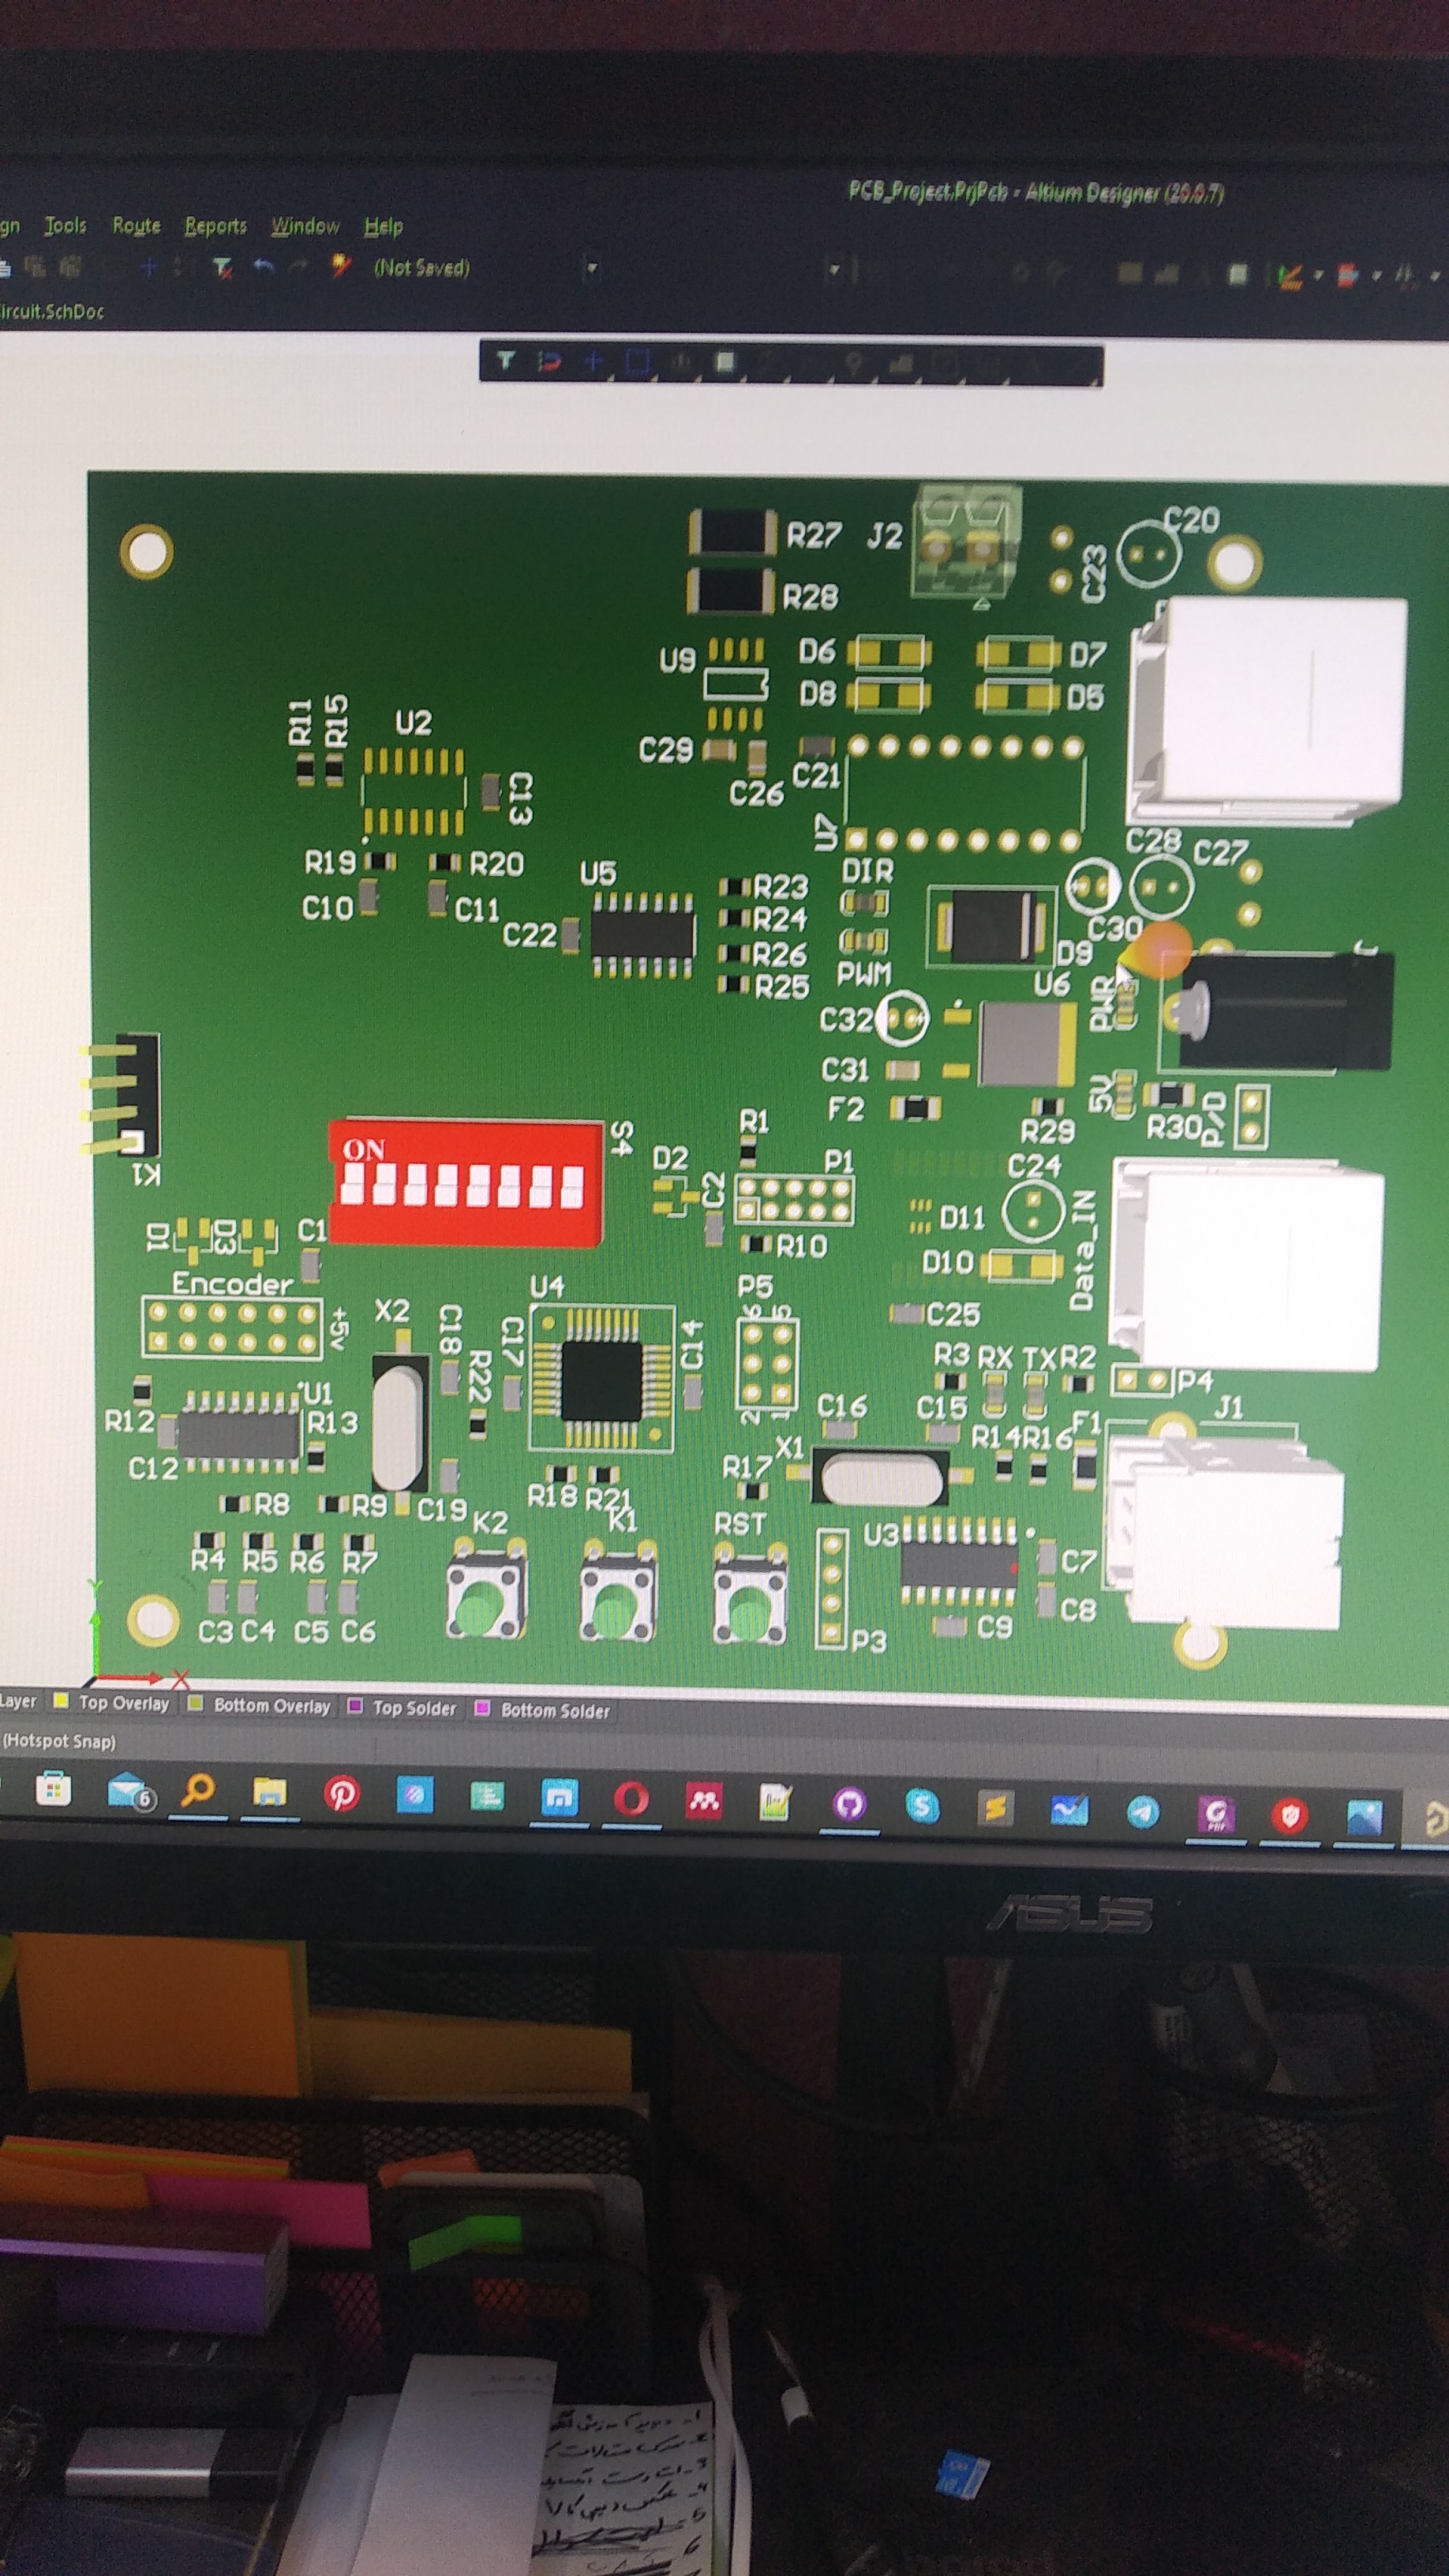 PCB_Project.PrjPcb - Altium Designer (20.0.7)
gn Tools Route Reports Window Help
(Not Saved)
ircuit.SchDoc
R27 J2 C20
C23
R28
U9 D6 D7
D8 D5
R11 R15 U2
C29 C21
C26
C13
U7
R19 R20 U5 DIR C28 C27
C10 C11 R23
C22 R24 C30
R26 D9
R25 PWM U6
PWR
C32
C31
F2 5V
R29 R30 P/D
K1
ON
S4 R1
D2 P1 C24
C2
D1 D3 C1 R10 D11
D10 Data_IN
Encoder U4 P5
+5V X2 C18 C17 C14 6 5 C25
R22 R3 RX TX R2
P4
U1 2 1 C16 C15 J1
R12 R13 F1
C12 X1 R14 R16
R17
R8 R9 C19 R18 R21
K2 K1 RST U3
R4 R5 R6 R7 C7
C8
C3 C4 C5 C6 P3 C9
Y
X
Layer Top Overlay Bottom Overlay Top Solder Bottom Solder
(Hotspot Snap)
6
ASUS